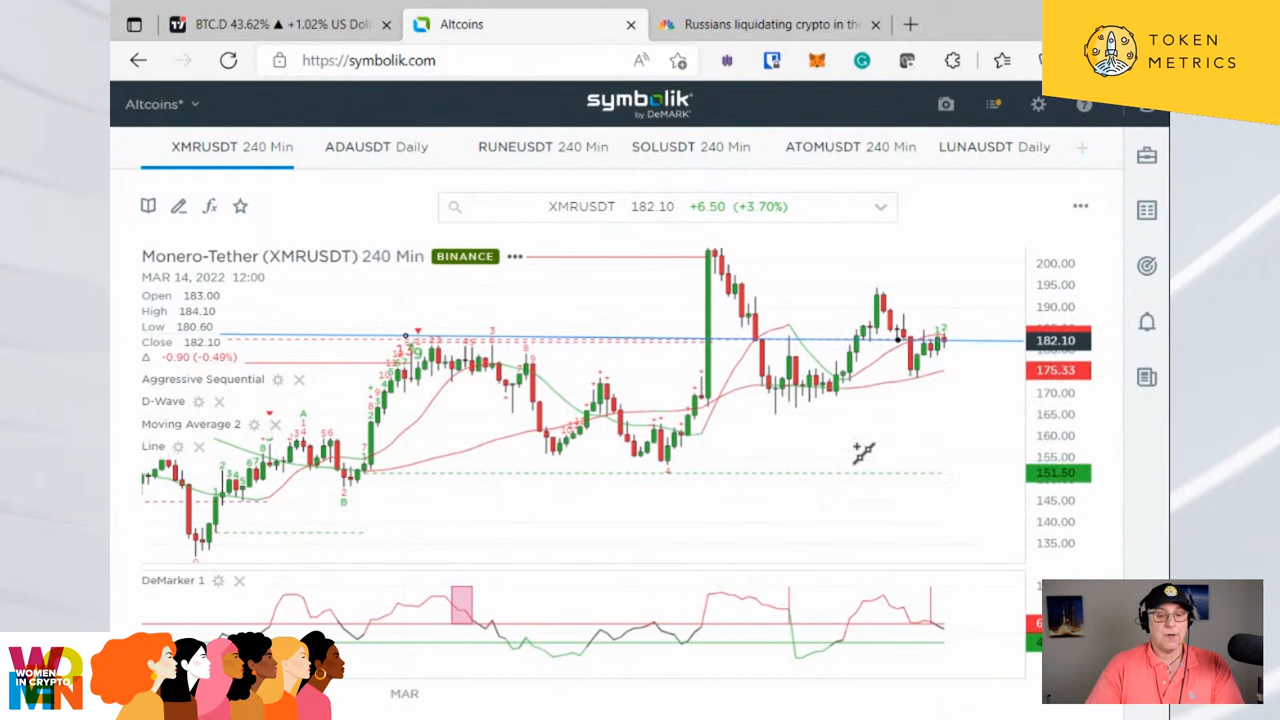 BTC.D 43.62% ▲ +1.02% US Doll
Altcoins
Russians liquidating crypto in the
TOKEN
METRICS
https://symbolik.com
Altcoins*
symbolik
by DeMARK
XMRUSDT 240 Min
ADAUSDT Daily
RUNEUSDT 240 Min
SOLUSDT 240 Min
ATOMUSDT 240 Min
LUNAUSDT Daily
XMRUSDT 182.10 +6.50 (+3.70%)
Monero-Tether (XMRUSDT) 240 Min
BINANCE
MAR 14, 2022 12:00
Open 183.00
High 184.10
Low 180.60
Close 182.10
Δ -0.90 (-0.49%)
Aggressive Sequential
D-Wave
Moving Average 2
Line
200.00
195.00
190.00
182.10
175.33
170.00
165.00
160.00
155.00
151.50
145.00
140.00
135.00
DeMarker 1
MAR
WOMEN
WOMEN
IN CRYPTO